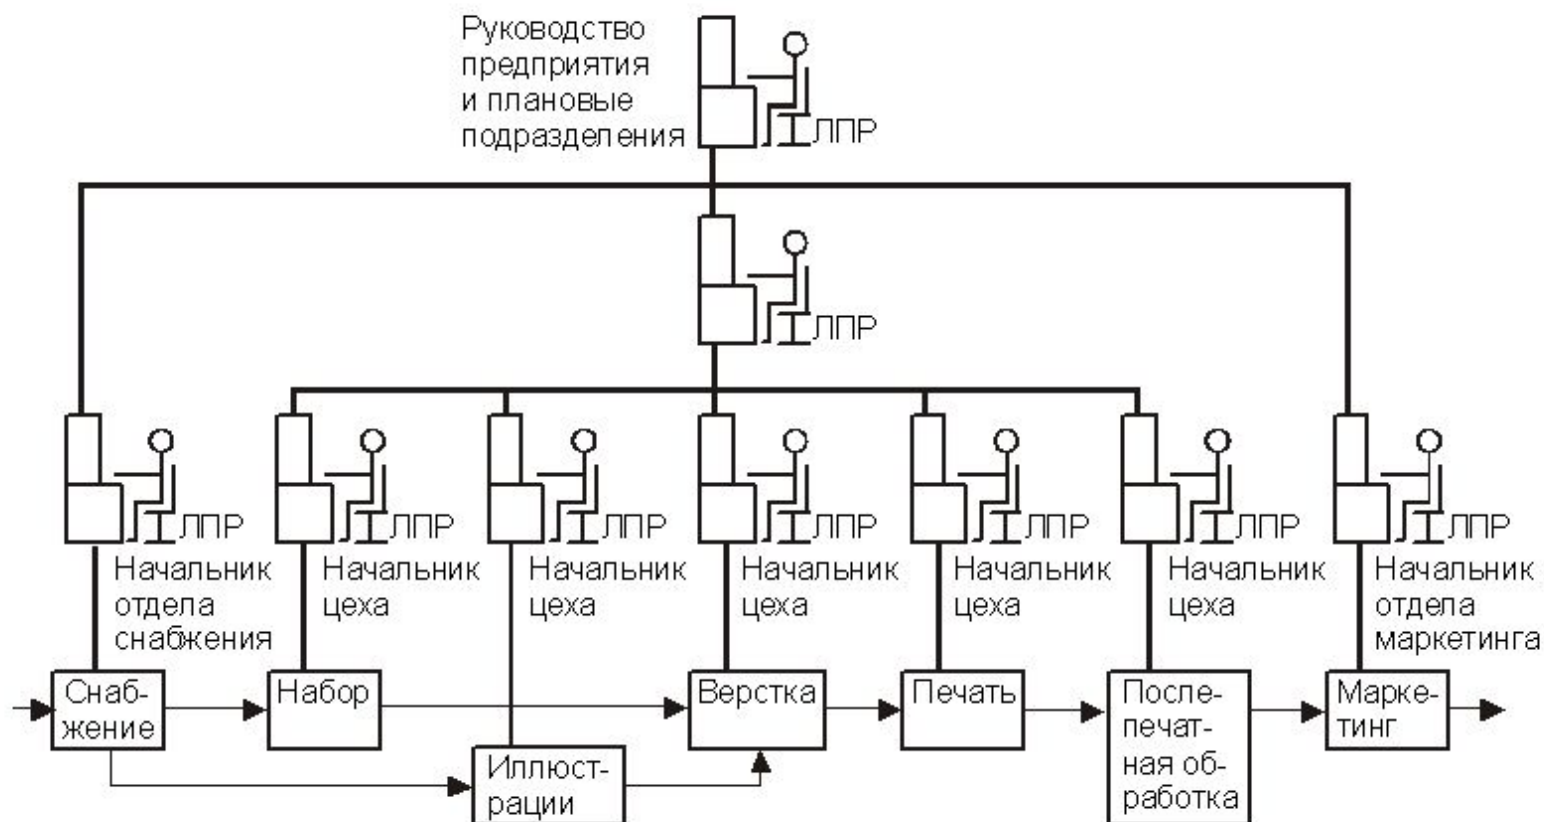 Руководство
предприятия
и плановые
подразделения
ЛПР
ЛПР
ЛПР
ЛПР
ЛПР
ЛПР
ЛПР
ЛПР
ЛПР
Начальник
отдела
снабжения
Начальник
цеха
Начальник
цеха
Начальник
цеха
Начальник
цеха
Начальник
цеха
Начальник
отдела
маркетинга
Снаб-
жение
Набор
Иллюст-
рации
Верстка
Печать
После-
печат-
ная об-
работка
Марке-
тинг